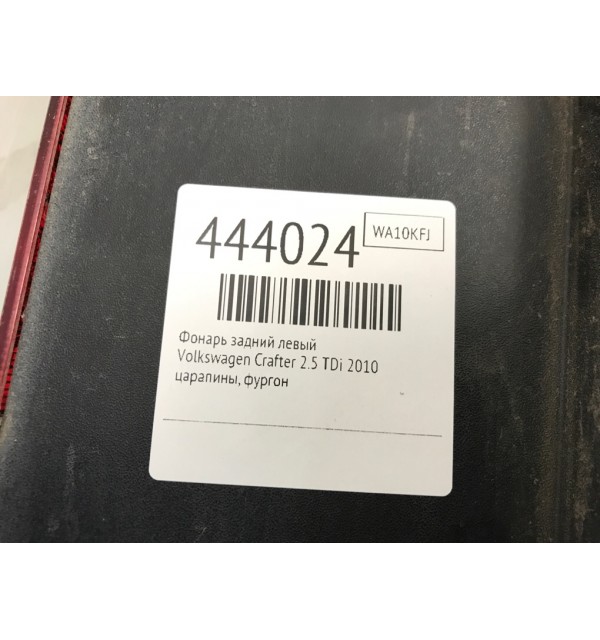 444024
WA10KFJ
Фонарь задний левый
Volkswagen Crafter 2.5 TDi 2010
царапины, фургон